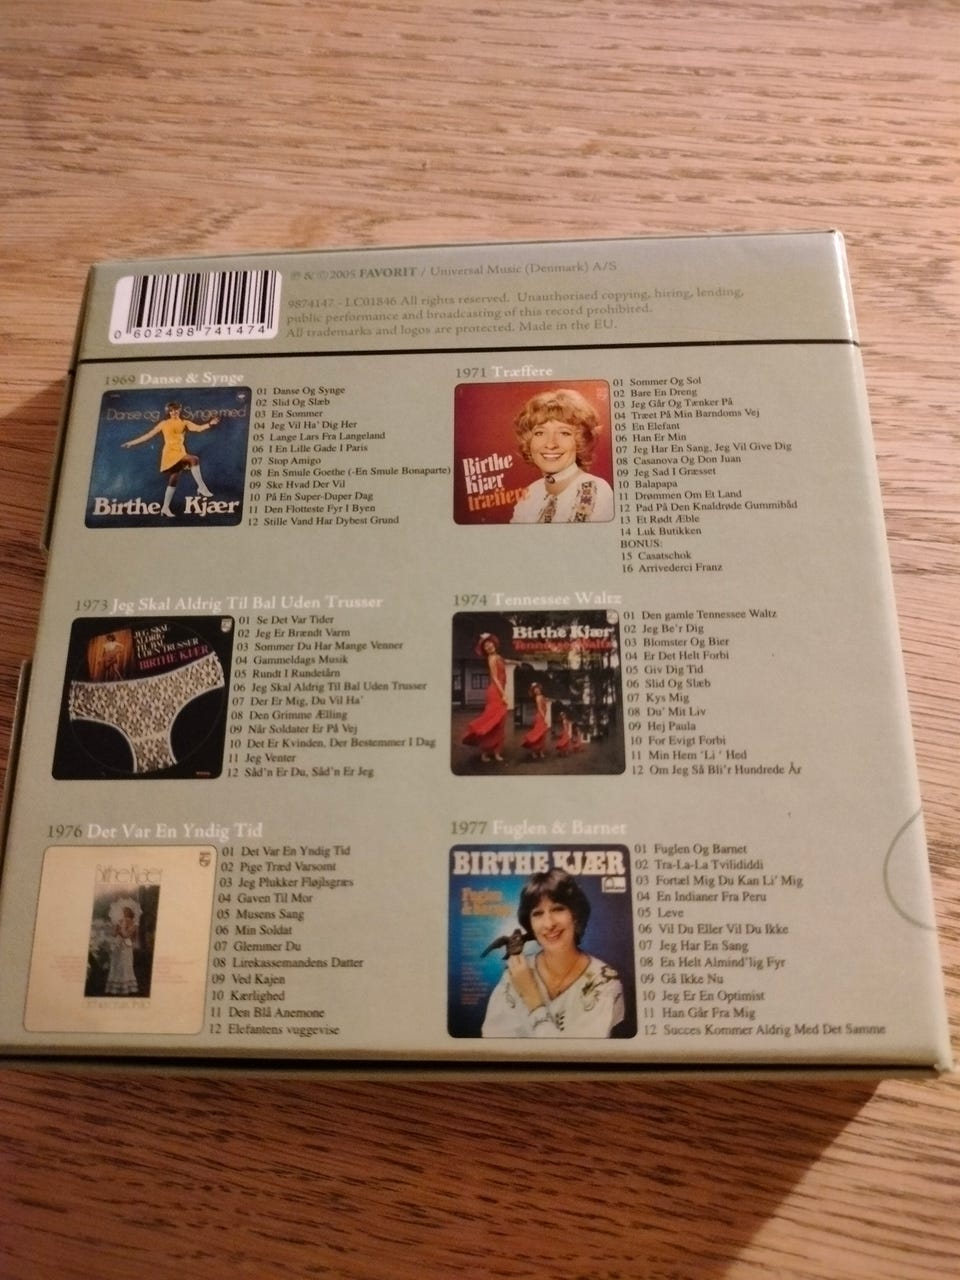 ℗ & © 2005 FAVORIT / Universal Music (Denmark) A/S
9874147 - LC01846 All rights reserved. Unauthorised copying, hiring, lending,
public performance and broadcasting of this record prohibited.
All trademarks and logos are protected. Made in the EU.
0 602498 741474
1969 Danse & Synge
Danse og Synge med
Birthe Kjær
01 Danse Og Synge
02 Slid Og Slæb
03 En Sommer
04 Jeg Vil Ha' Dig Her
05 Lange Lars Fra Langeland
06 I En Lille Gade I Paris
07 Stop Amigo
08 En Smule Goethe (-En Smule Bonaparte)
09 Ske Hvad Der Vil
10 På En Super-Duper Dag
11 Den Flotteste Fyr I Byen
12 Stille Vand Har Dybest Grund
1971 Træffere
Birthe
Kjær
træffere
01 Sommer Og Sol
02 Bare En Dreng
03 Jeg Går Og Tænker På
04 Træet På Min Barndoms Vej
05 En Elefant
06 Han Er Min
07 Jeg Har En Sang, Jeg Vil Give Dig
08 Casanova Og Don Juan
09 Jeg Sad I Græsset
10 Balapapa
11 Drømmen Om Et Land
12 Pad På Den Knaldrøde Gummibåd
13 Et Rødt Æble
14 Luk Butikken
BONUS:
15 Casatschok
16 Arrivederci Franz
1973 Jeg Skal Aldrig Til Bal Uden Trusser
JEG SKAL
ALDRIG
TIL BAL
UDEN TRUSSER
BIRTHE KJÆR
01 Se Det Var Tider
02 Jeg Er Brændt Varm
03 Sommer Du Har Mange Venner
04 Gammeldags Musik
05 Rundt I Rundetårn
06 Jeg Skal Aldrig Til Bal Uden Trusser
07 Der Er Mig, Du Vil Ha'
08 Den Grimme Ælling
09 Når Soldater Er På Vej
10 Det Er Kvinden, Der Bestemmer I Dag
11 Jeg Venter
12 Såd'n Er Du, Såd'n Er Jeg
1974 Tennessee Waltz
Birthe Kjær
Tennessee Waltz
01 Den gamle Tennessee Waltz
02 Jeg Be'r Dig
03 Blomster Og Bier
04 Er Det Helt Forbi
05 Giv Dig Tid
06 Slid Og Slæb
07 Kys Mig
08 Du' Mit Liv
09 Hej Paula
10 For Evigt Forbi
11 Min Hem 'Li ' Hed
12 Om Jeg Så Bli'r Hundrede År
1976 Det Var En Yndig Tid
Birthe Kjær
01 Det Var En Yndig Tid
02 Pige Træd Varsomt
03 Jeg Plukker Fløjlsgræs
04 Gaven Til Mor
05 Musens Sang
06 Min Soldat
07 Glemmer Du
08 Lirekassemandens Datter
09 Ved Kajen
10 Kærlighed
11 Den Blå Anemone
12 Elefantens vuggevise
1977 Fuglen & Barnet
BIRTHE KJÆR
01 Fuglen Og Barnet
02 Tra-La-La Tvilididdi
03 Fortæl Mig Du Kan Li' Mig
04 En Indianer Fra Peru
05 Leve
06 Vil Du Eller Vil Du Ikke
07 Jeg Har En Sang
08 En Helt Almind'lig Fyr
09 Gå Ikke Nu
10 Jeg Er En Optimist
11 Han Går Fra Mig
12 Succes Kommer Aldrig Med Det Samme